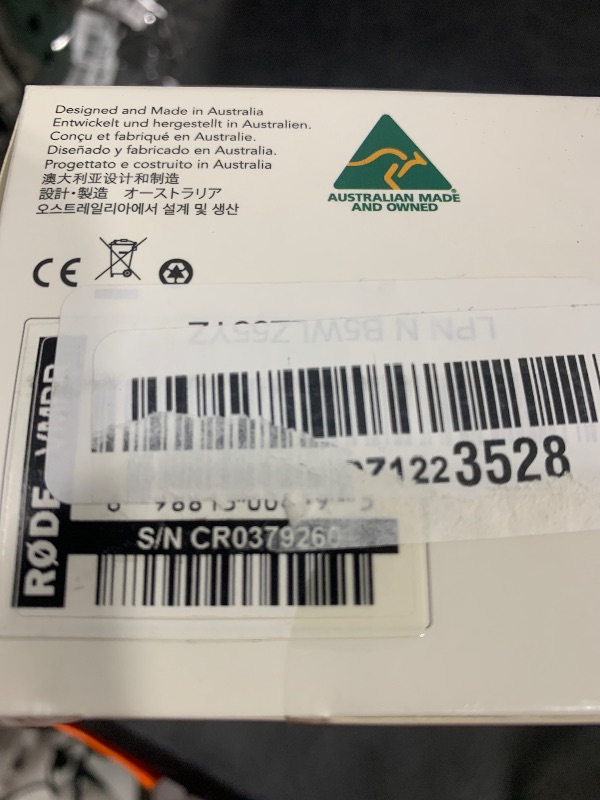 Designed and Made in Australia
Entwickelt und hergestellt in Australien.
Conçu et fabriqué en Australie.
Diseñado y fabricado en Australia.
Progettato e costruito in Australia
澳大利亚设计和制造
設計・製造 オーストラリア
오스트레일리아에서 설계 및 생산
AUSTRALIAN MADE
AND OWNED
CE
LPN N B5WLZ55YZ
3528
S/N CR0379260
RØDE